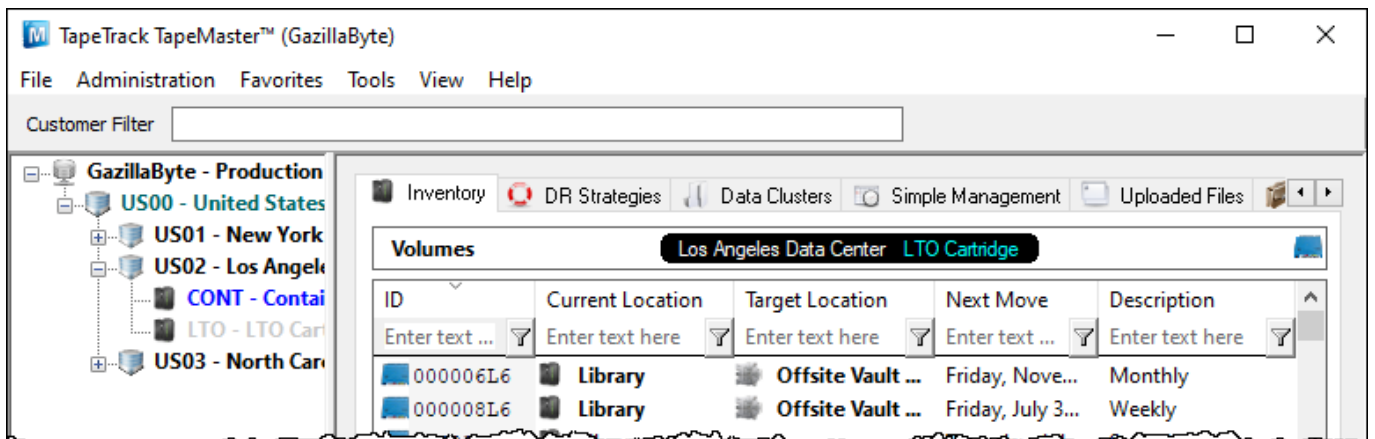 TapeTrack TapeMaster™ (GazillaByte)
File Administration Favorites Tools View Help
Customer Filter
GazillaByte - Production
US00 - United States
US01 - New York
US02 - Los Angele
CONT - Contai
LTO - LTO Cart
US03 - North Car
Inventory DR Strategies Data Clusters Simple Management Uploaded Files
Volumes Los Angeles Data Center LTO Cartridge
ID Current Location Target Location Next Move Description
Enter text ... Enter text here Enter text here Enter text ... Enter text here
000006L6 Library Offsite Vault ... Friday, Nove... Monthly
000008L6 Library Offsite Vault ... Friday, July 3... Weekly